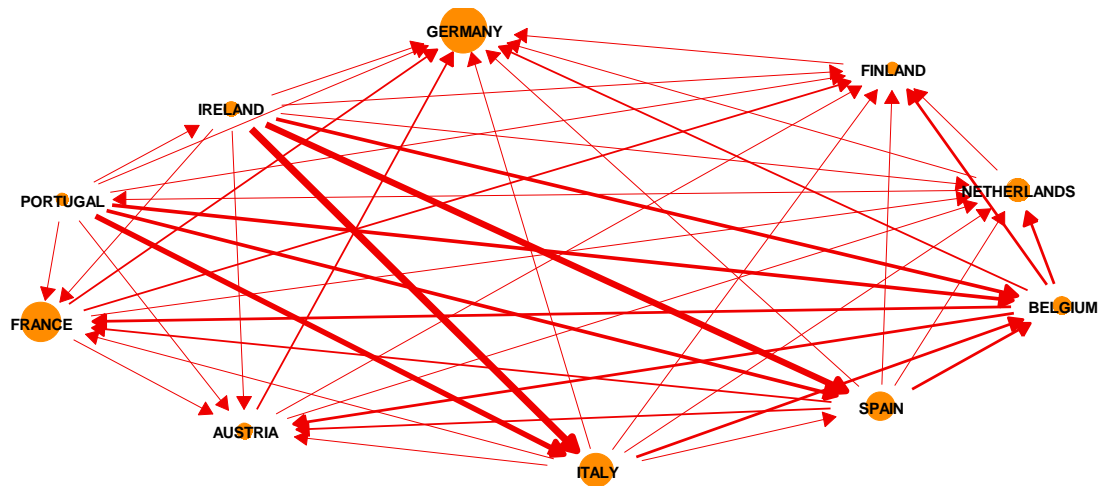 GERMANY
FINLAND
IRELAND
NETHERLANDS
PORTUGAL
BELGIUM
FRANCE
SPAIN
AUSTRIA
ITALY